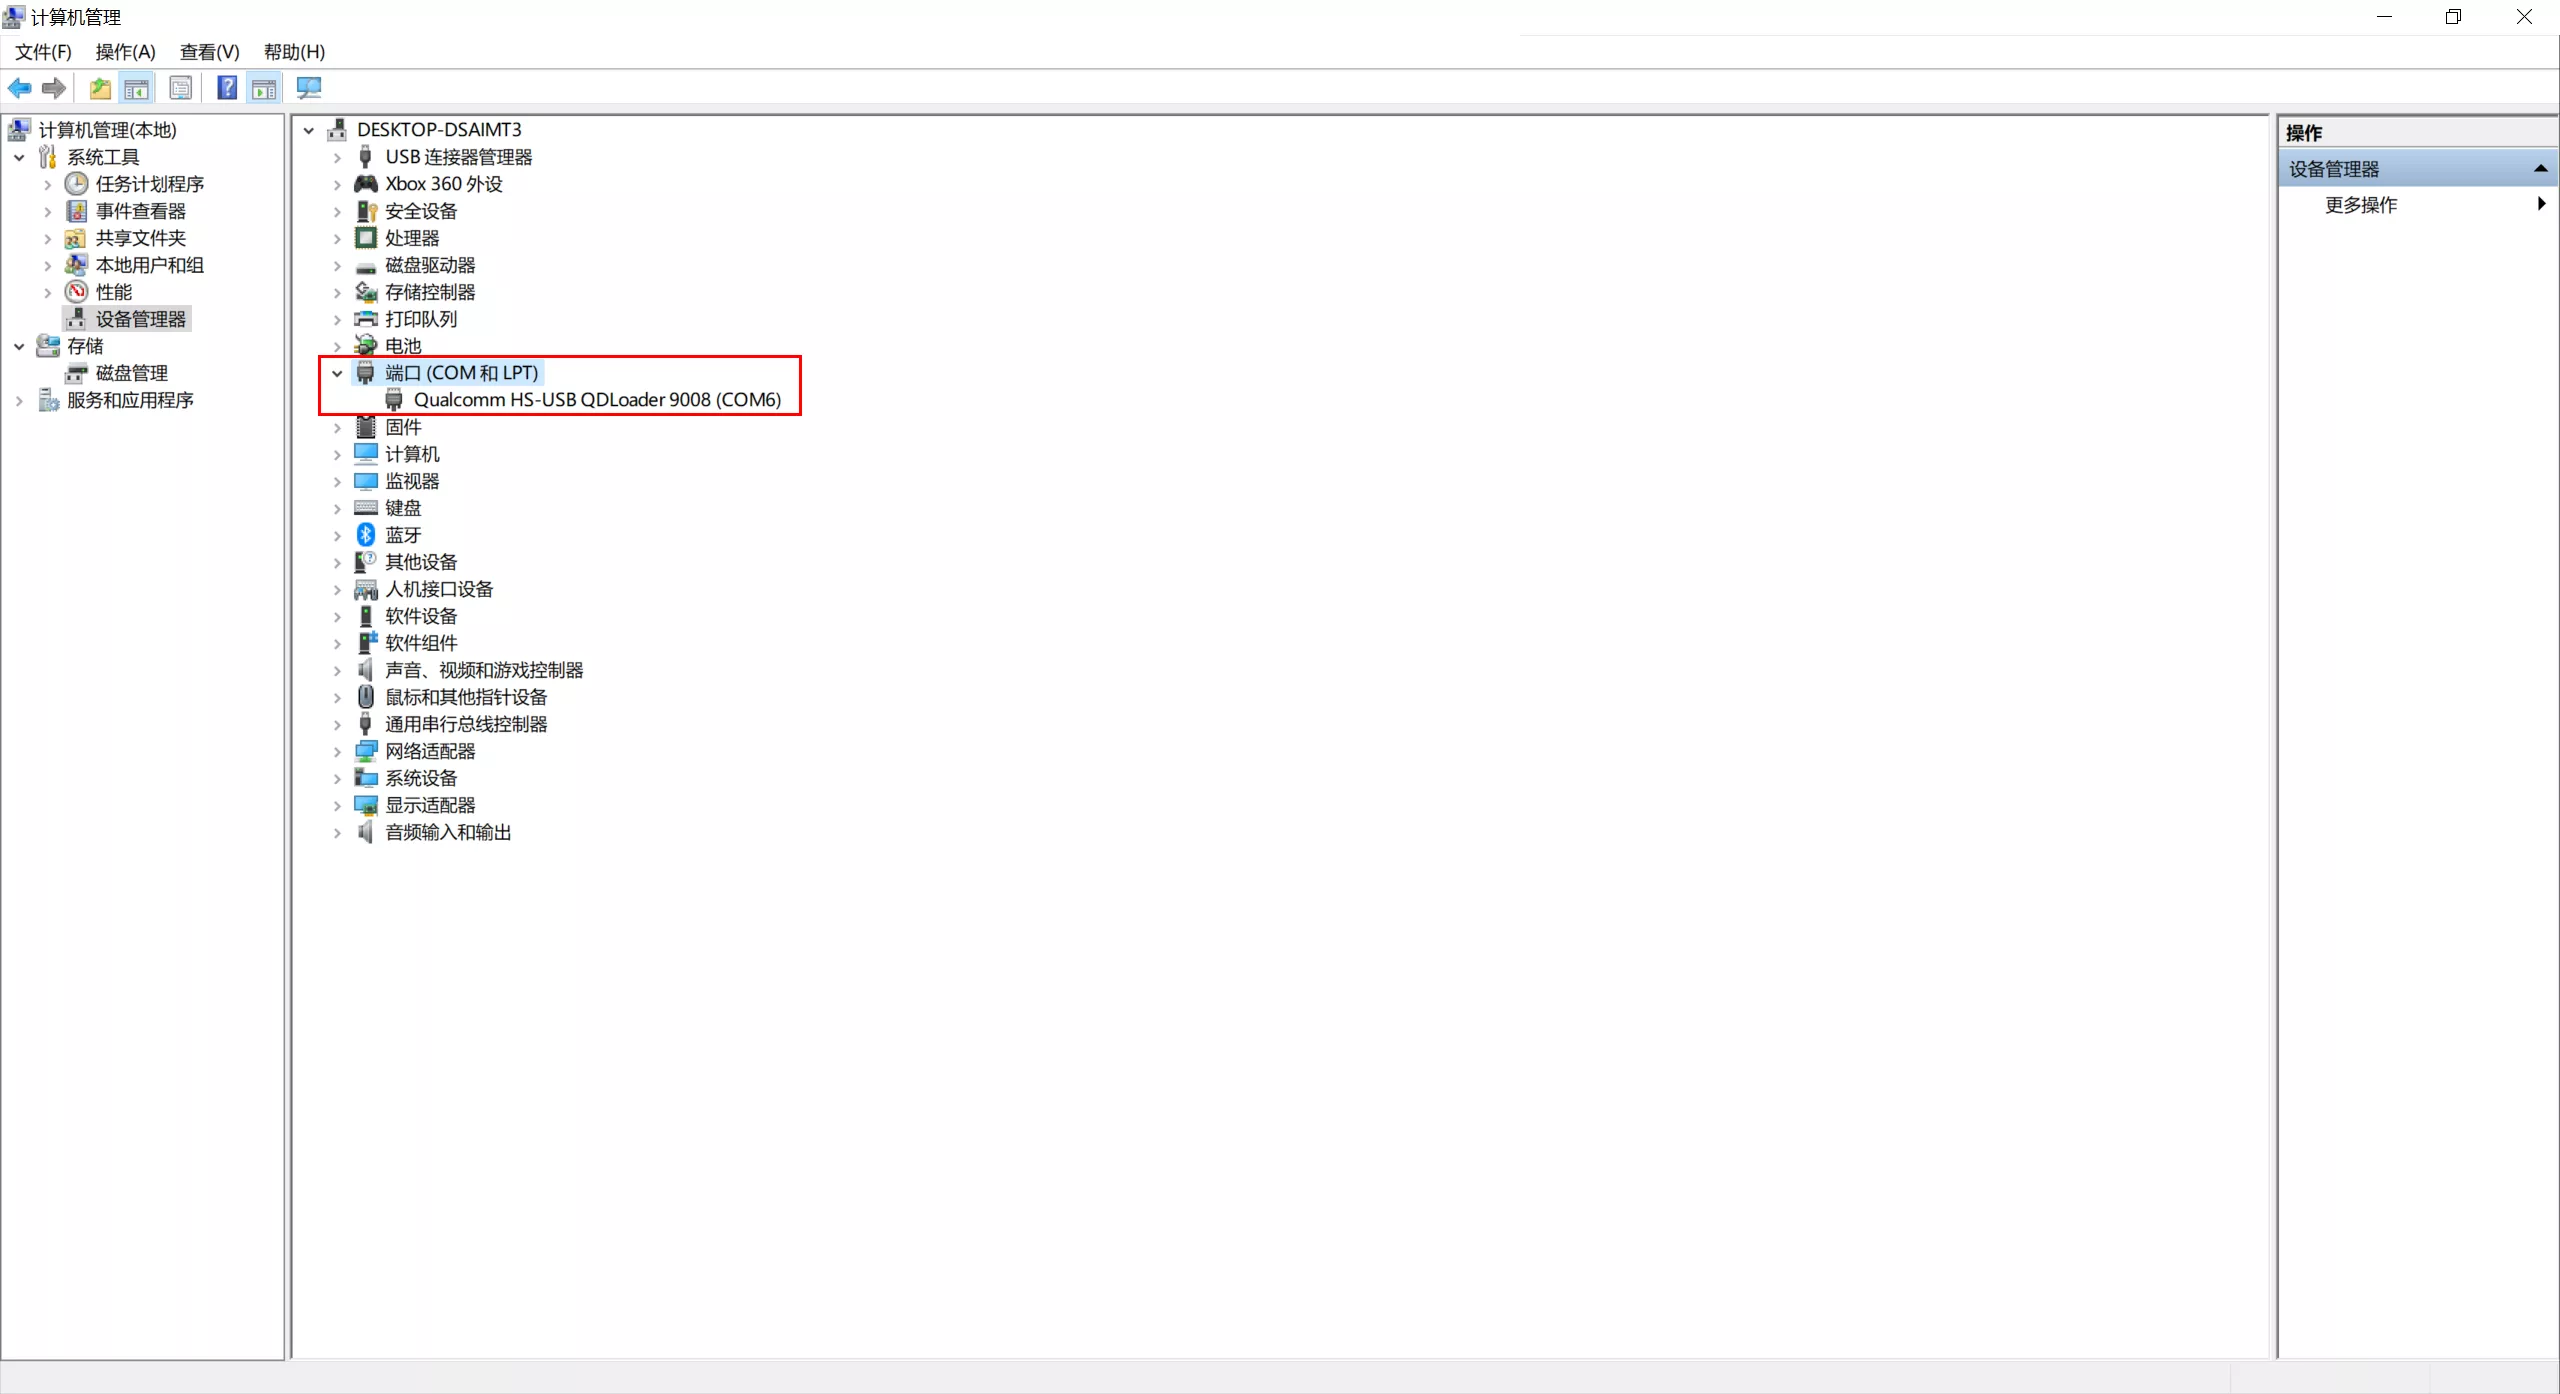 计算机管理
文件(F) 操作(A) 查看(V) 帮助(H)
计算机管理(本地)
系统工具
任务计划程序
事件查看器
共享文件夹
本地用户和组
性能
设备管理器
存储
磁盘管理
服务和应用程序
DESKTOP-DSAIMT3
USB 连接器管理器
Xbox 360 外设
安全设备
处理器
磁盘驱动器
存储控制器
打印队列
电池
端口 (COM 和 LPT)
Qualcomm HS-USB QDLoader 9008 (COM6)
固件
计算机
监视器
键盘
蓝牙
其他设备
人机接口设备
软件设备
软件组件
声音、视频和游戏控制器
鼠标和其他指针设备
通用串行总线控制器
网络适配器
系统设备
显示适配器
音频输入和输出
操作
设备管理器
更多操作